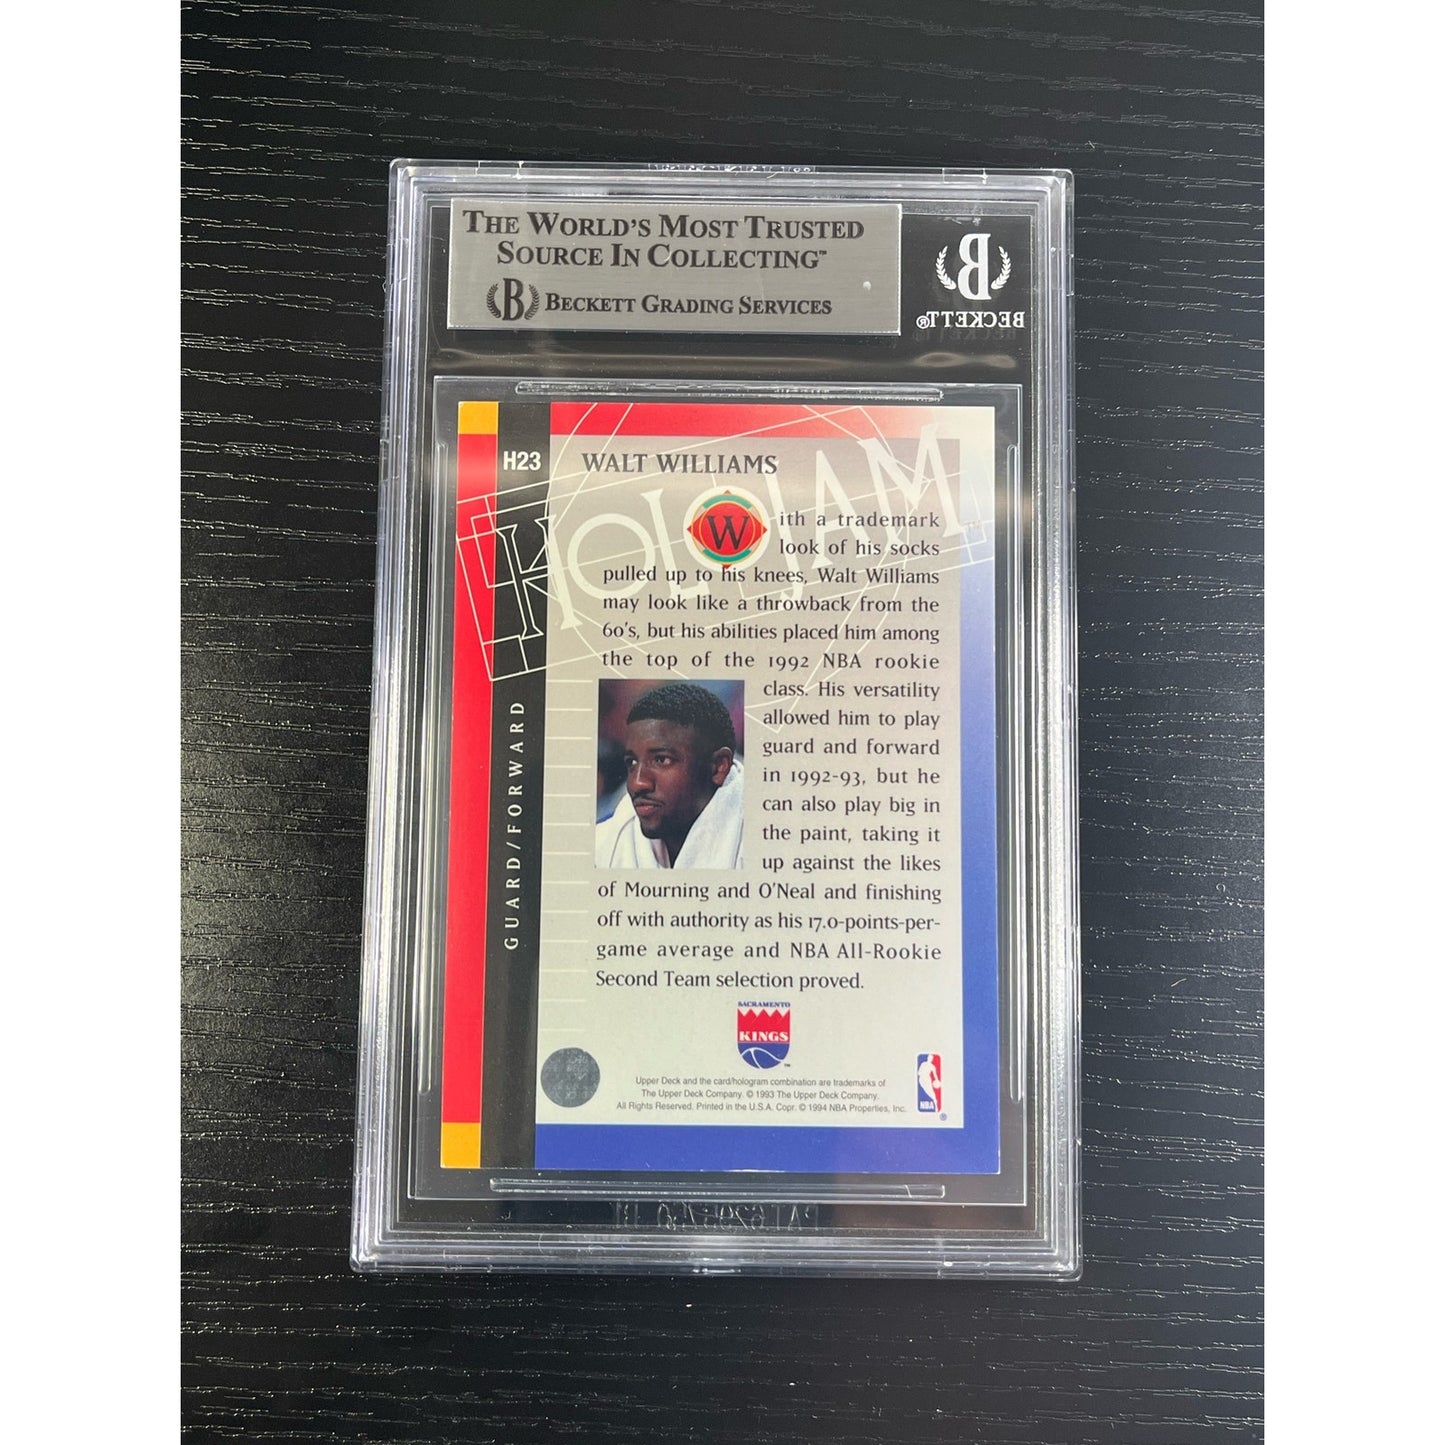 THE WORLD'S MOST TRUSTED
SOURCE IN COLLECTING™
B BECKETT GRADING SERVICES
B
BECKETT®
H23
WALT WILLIAMS
HOLOJAM™
With a trademark
look of his socks
pulled up to his knees, Walt Williams
may look like a throwback from the
60's, but his abilities placed him among
the top of the 1992 NBA rookie
class. His versatility
allowed him to play
guard and forward
in 1992-93, but he
can also play big in
the paint, taking it
up against the likes
of Mourning and O'Neal and finishing
off with authority as his 17.0-points-per-
game average and NBA All-Rookie
Second Team selection proved.
GUARD/FORWARD
SACRAMENTO
KINGS
™
Upper Deck and the card/hologram combination are trademarks of
The Upper Deck Company. © 1993 The Upper Deck Company.
All Rights Reserved. Printed in the U.S.A. Copr. © 1994 NBA Properties, Inc.
NBA
®